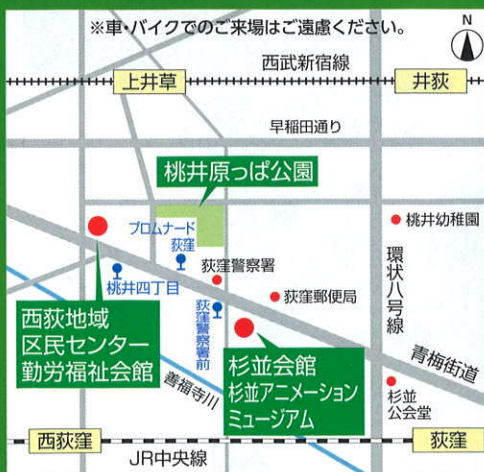 ※車・バイクでのご来場はご遠慮ください。
N
西武新宿線
上井草
井荻
早稲田通り
桃井原っぱ公園
プロムナード
荻窪
桃井幼稚園
荻窪警察署
環状八号線
桃井四丁目
荻窪警察署前
荻窪郵便局
西荻地域
区民センター
勤労福祉会館
善福寺川
杉並会館
杉並アニメーション
ミュージアム
青梅街道
杉並
公会堂
西荻窪
荻窪
JR中央線